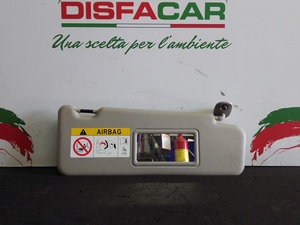 DISFACAR
Una scelta per l'ambiente
AIRBAG